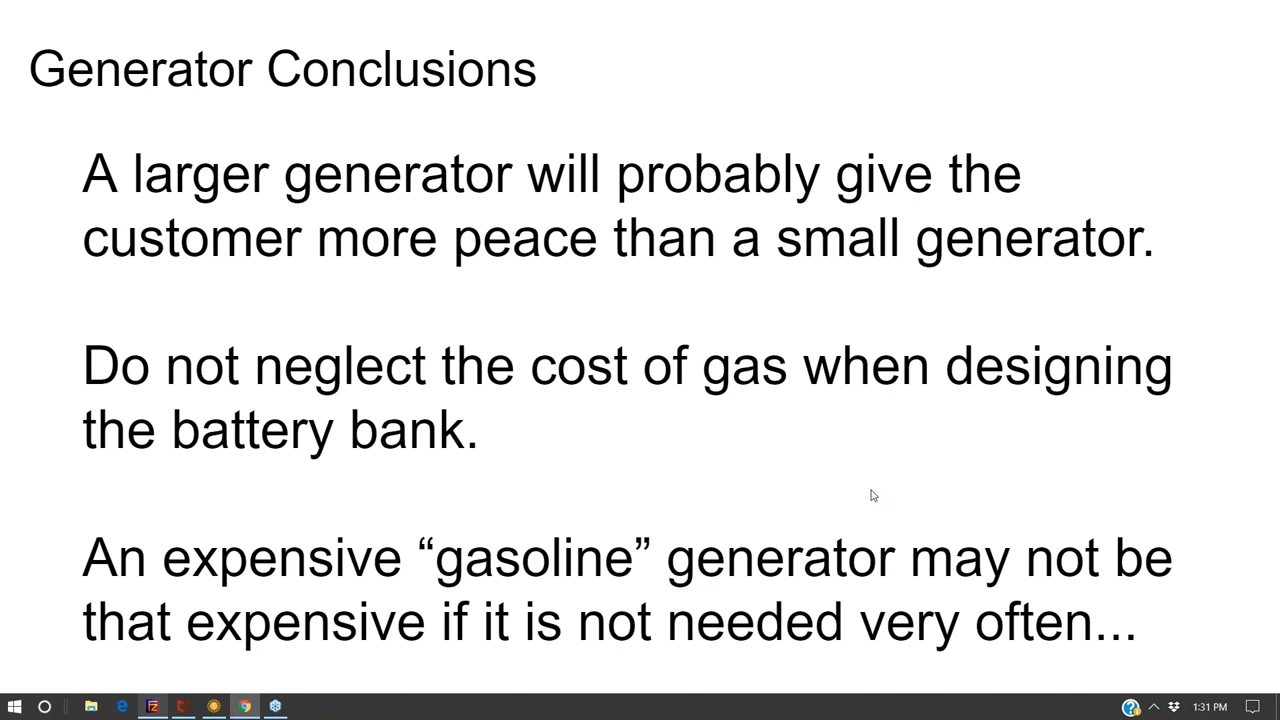 Generator Conclusions
A larger generator will probably give the
customer more peace than a small generator.
Do not neglect the cost of gas when designing
the battery bank.
An expensive “gasoline” generator may not be
that expensive if it is not needed very often...
1:31 PM